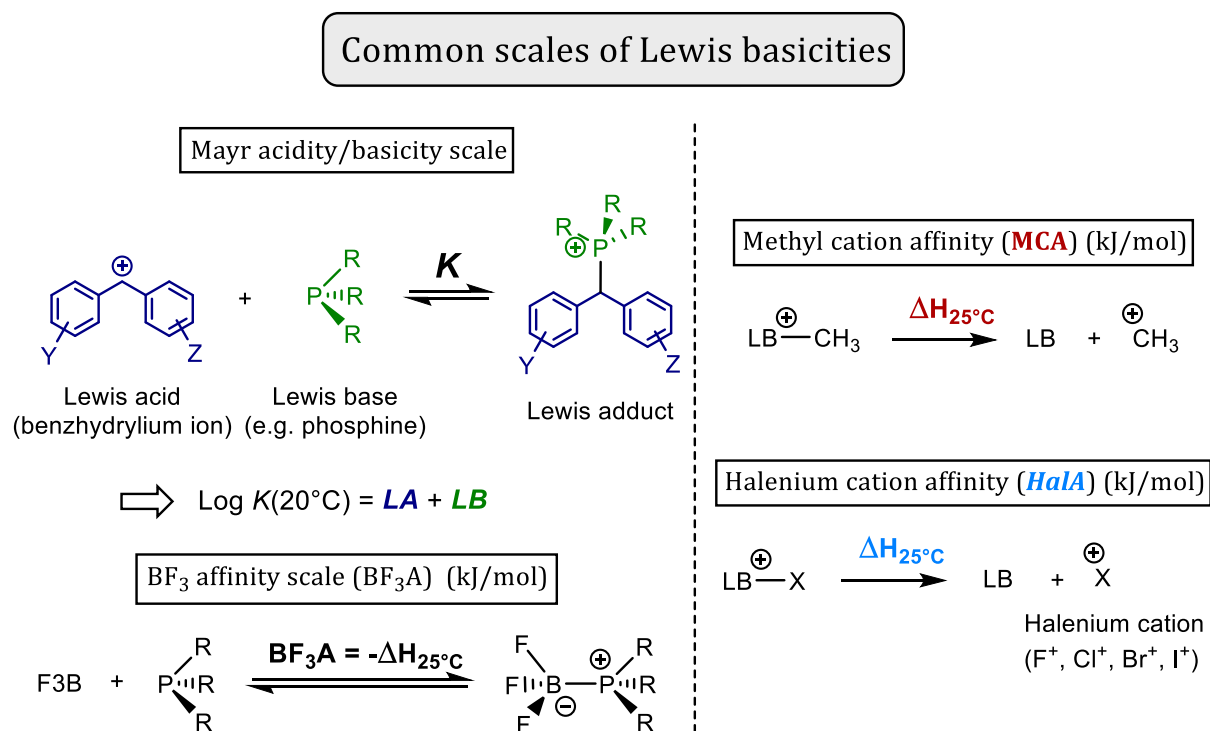 Common scales of Lewis basicities
Mayr acidity/basicity scale
⊕
Y
Z
+
P
R
R
R
K
R
R
R
⊕
P
Y
Z
Lewis acid
(benzhydrylium ion)
Lewis base
(e.g. phosphine)
Lewis adduct
Log K(20°C) = LA + LB
BF₃ affinity scale (BF₃A) (kJ/mol)
F3B
+
P
R
R
R
BF₃A = -ΔH25°C
F
F
F
B
⊖
⊕
P
R
R
R
Methyl cation affinity (MCA) (kJ/mol)
⊕
LB—CH₃
ΔH25°C
LB
+
⊕
CH₃
Halenium cation affinity (HalA) (kJ/mol)
⊕
LB—X
ΔH25°C
LB
+
⊕
X
Halenium cation
(F⁺, Cl⁺, Br⁺, I⁺)